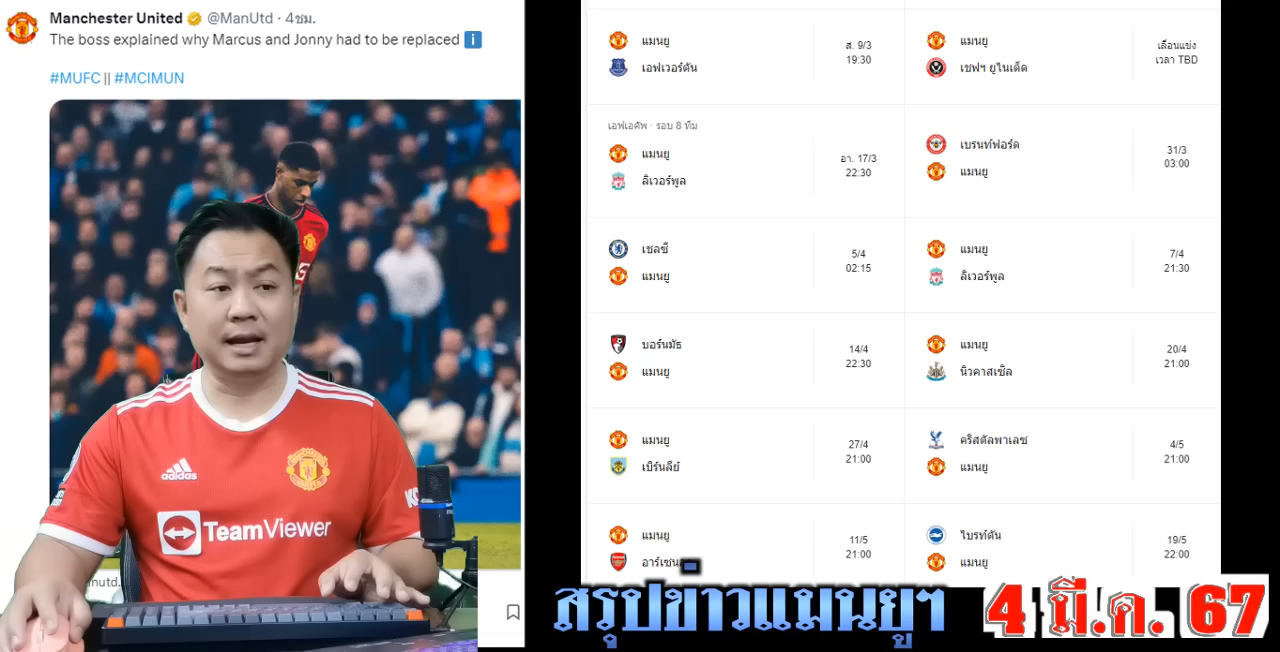 Manchester United @ManUtd · 4ชม.
The boss explained why Marcus and Jonny had to be replaced
#MUFC || #MCIMUN
adidas
TeamViewer
แมนยู
เอฟเวอร์ตัน
ส. 9/3
19:30
แมนยู
เชฟฯ ยูไนเต็ด
เลื่อนแข่ง
เวลา TBD
เอฟเอคัพ · รอบ 8 ทีม
แมนยู
ลิเวอร์พูล
อา. 17/3
22:30
เบรนท์ฟอร์ด
แมนยู
31/3
03:00
เชลซี
แมนยู
5/4
02:15
แมนยู
ลิเวอร์พูล
7/4
21:30
บอร์นมัธ
แมนยู
14/4
22:30
แมนยู
นิวคาสเซิล
20/4
21:00
แมนยู
เบิร์นลีย์
27/4
21:00
คริสตัลพาเลซ
แมนยู
4/5
21:00
แมนยู
อาร์เซน
11/5
21:00
ไบรท์ตัน
แมนยู
19/5
22:00
สรุปข่าวแมนยูฯ 4 มี.ค. 67